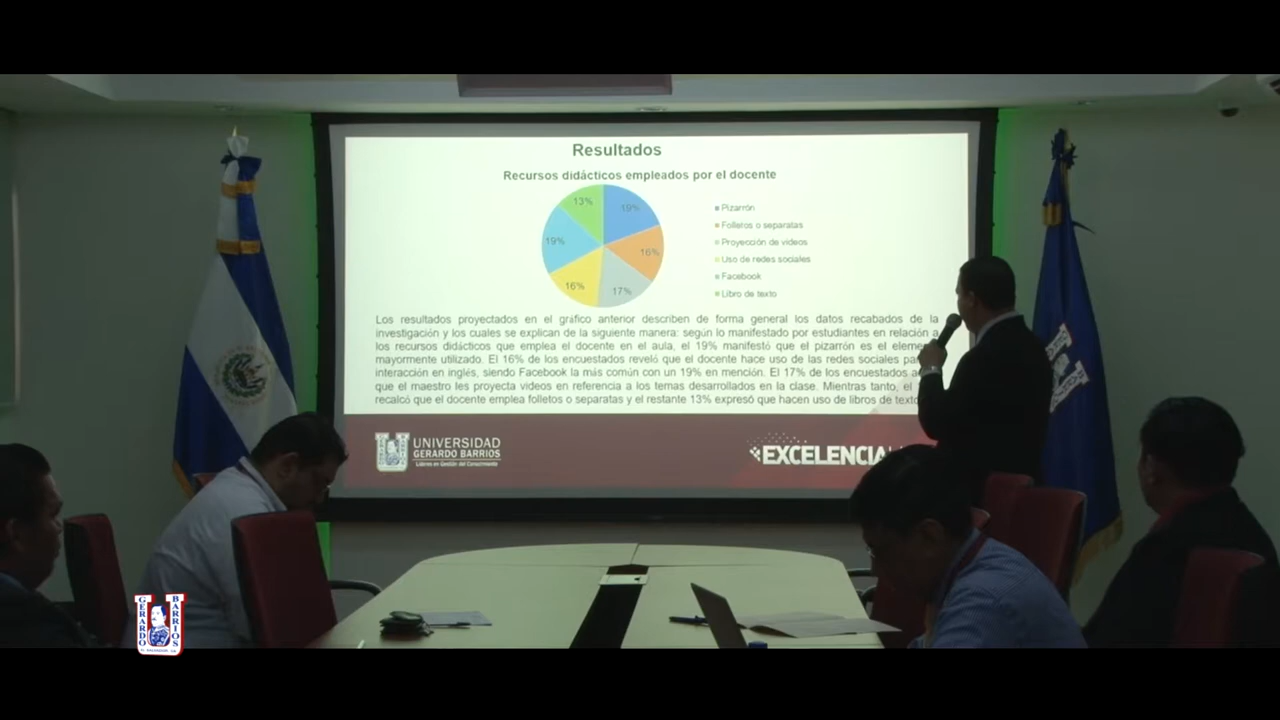 Resultados
Recursos didácticos empleados por el docente
13%
19%
19%
16%
16%
17%
Pizarrón
Folletos o separatas
Proyección de videos
Uso de redes sociales
Facebook
Libro de texto
Los resultados proyectados en el gráfico anterior describen de forma general los datos recabados de la
investigación y los cuales se explican de la siguiente manera: según lo manifestado por estudiantes en relación a
los recursos didácticos que emplea el docente en el aula, el 19% manifestó que el pizarrón es el
mayormente utilizado. El 16% de los encuestados reveló que el docente hace uso de las redes sociales
interacción en inglés, siendo Facebook la más común con un 19% en mención. El 17% de los encuestados
que el maestro les proyecta videos en referencia a los temas desarrollados en la clase. Mientras tanto, el
recalcó que el docente emplea folletos o separatas y el restante 13% expresó que hacen uso de libros de texto
UNIVERSIDAD
GERARDO BARRIOS
Líderes en Gestión del Conocimiento
EXCELENCIA
GERARDO
BARRIOS